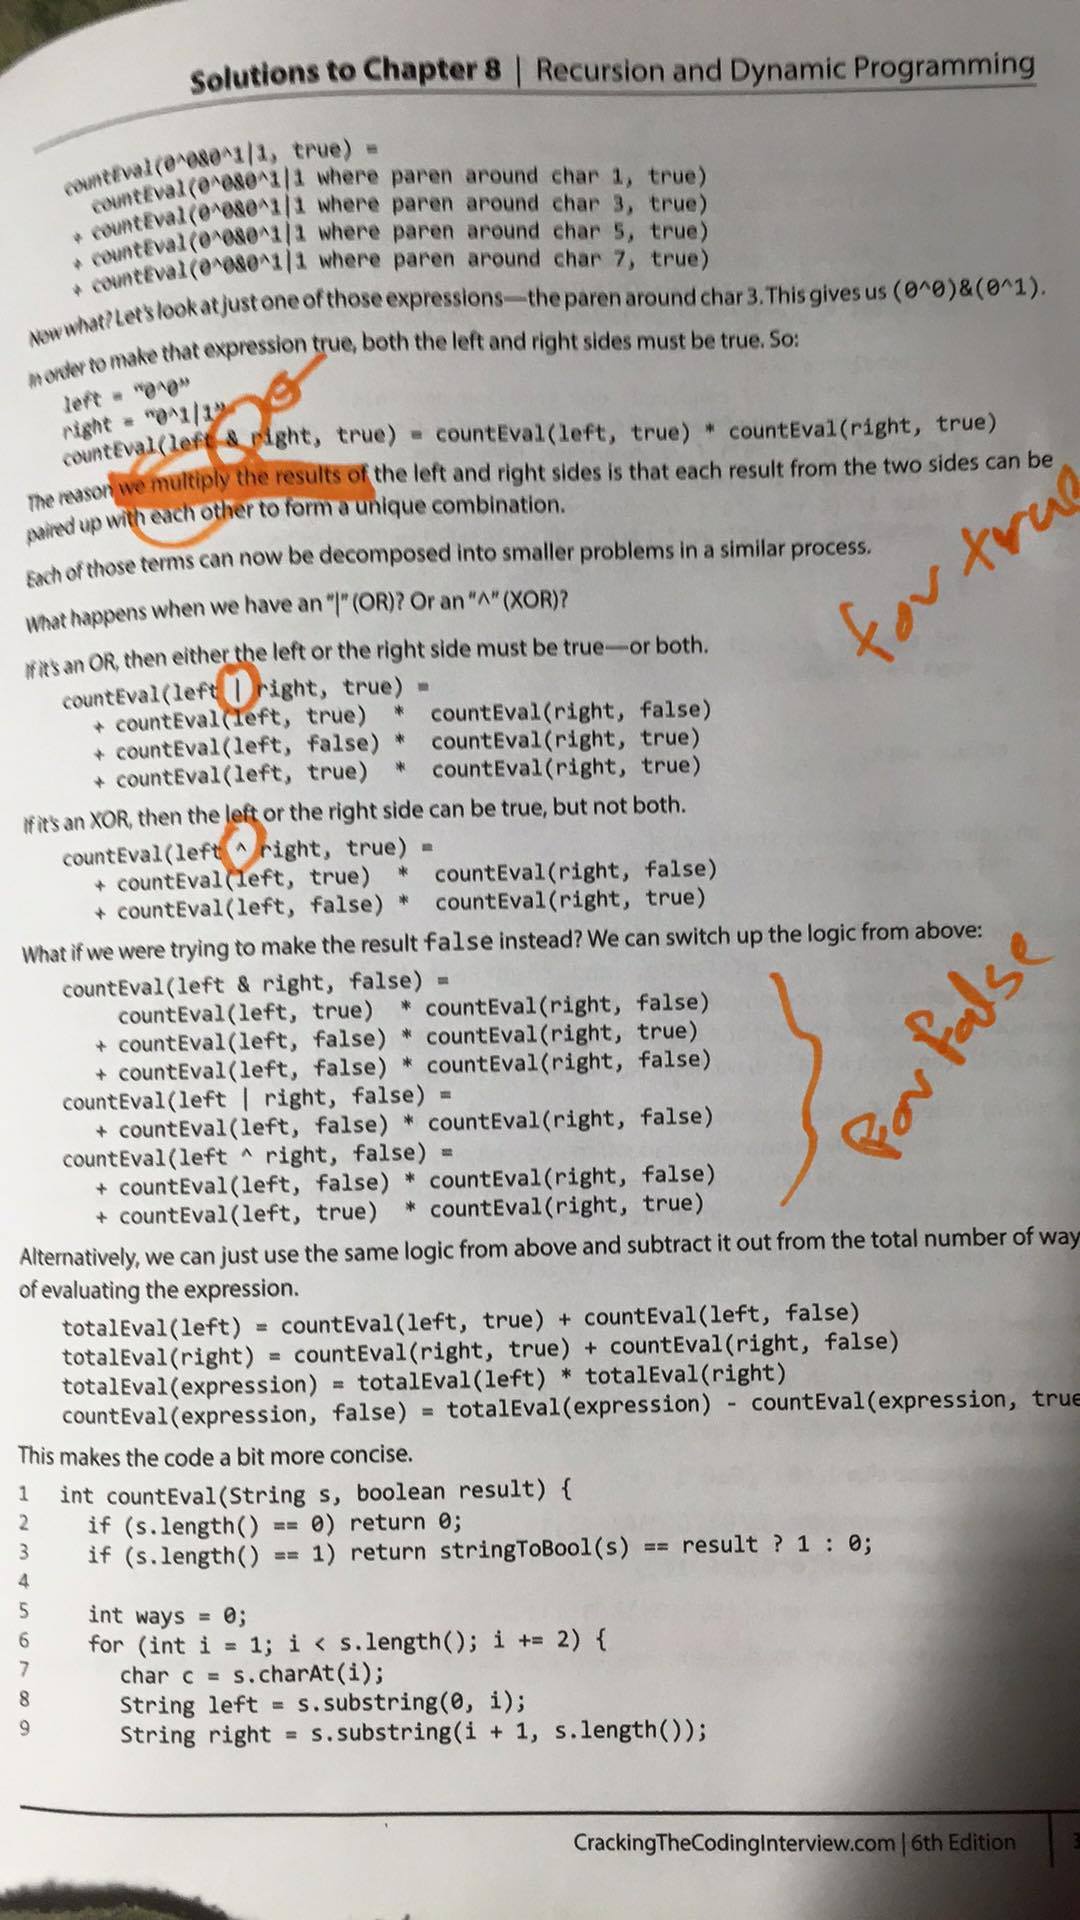 Solutions to Chapter 8 | Recursion and Dynamic Programming
countEval(0^0&0^1|1, true) =
countEval(0^0&0^1|1 where paren around char 1, true)
+ countEval(0^0&0^1|1 where paren around char 3, true)
+ countEval(0^0&0^1|1 where paren around char 5, true)
+ countEval(0^0&0^1|1 where paren around char 7, true)
Now what? Let's look at just one of those expressions—the paren around char 3. This gives us (0^0)&(0^1).
In order to make that expression true, both the left and right sides must be true. So:
left = "0^0"
right = "0^1|1"
countEval(left & right, true) = countEval(left, true) * countEval(right, true)
The reason we multiply the results of the left and right sides is that each result from the two sides can be
paired up with each other to form a unique combination.
Each of those terms can now be decomposed into smaller problems in a similar process.
What happens when we have an "|" (OR)? Or an "^" (XOR)?
For true
If it's an OR, then either the left or the right side must be true—or both.
countEval(left | right, true) =
+ countEval(left, true) * countEval(right, false)
+ countEval(left, false) * countEval(right, true)
+ countEval(left, true) * countEval(right, true)
If it's an XOR, then the left or the right side can be true, but not both.
countEval(left ^ right, true) =
+ countEval(left, true) * countEval(right, false)
+ countEval(left, false) * countEval(right, true)
What if we were trying to make the result false instead? We can switch up the logic from above:
countEval(left & right, false) =
countEval(left, true) * countEval(right, false)
+ countEval(left, false) * countEval(right, true)
+ countEval(left, false) * countEval(right, false)
countEval(left | right, false) =
+ countEval(left, false) * countEval(right, false)
countEval(left ^ right, false) =
+ countEval(left, false) * countEval(right, false)
+ countEval(left, true) * countEval(right, true)
For false
Alternatively, we can just use the same logic from above and subtract it out from the total number of way
of evaluating the expression.
totalEval(left) = countEval(left, true) + countEval(left, false)
totalEval(right) = countEval(right, true) + countEval(right, false)
totalEval(expression) = totalEval(left) * totalEval(right)
countEval(expression, false) = totalEval(expression) - countEval(expression, true
This makes the code a bit more concise.
1 int countEval(String s, boolean result) {
2 if (s.length() == 0) return 0;
3 if (s.length() == 1) return stringToBool(s) == result ? 1 : 0;
4
5 int ways = 0;
6 for (int i = 1; i < s.length(); i += 2) {
7 char c = s.charAt(i);
8 String left = s.substring(0, i);
9 String right = s.substring(i + 1, s.length());
CrackingTheCodingInterview.com | 6th Edition